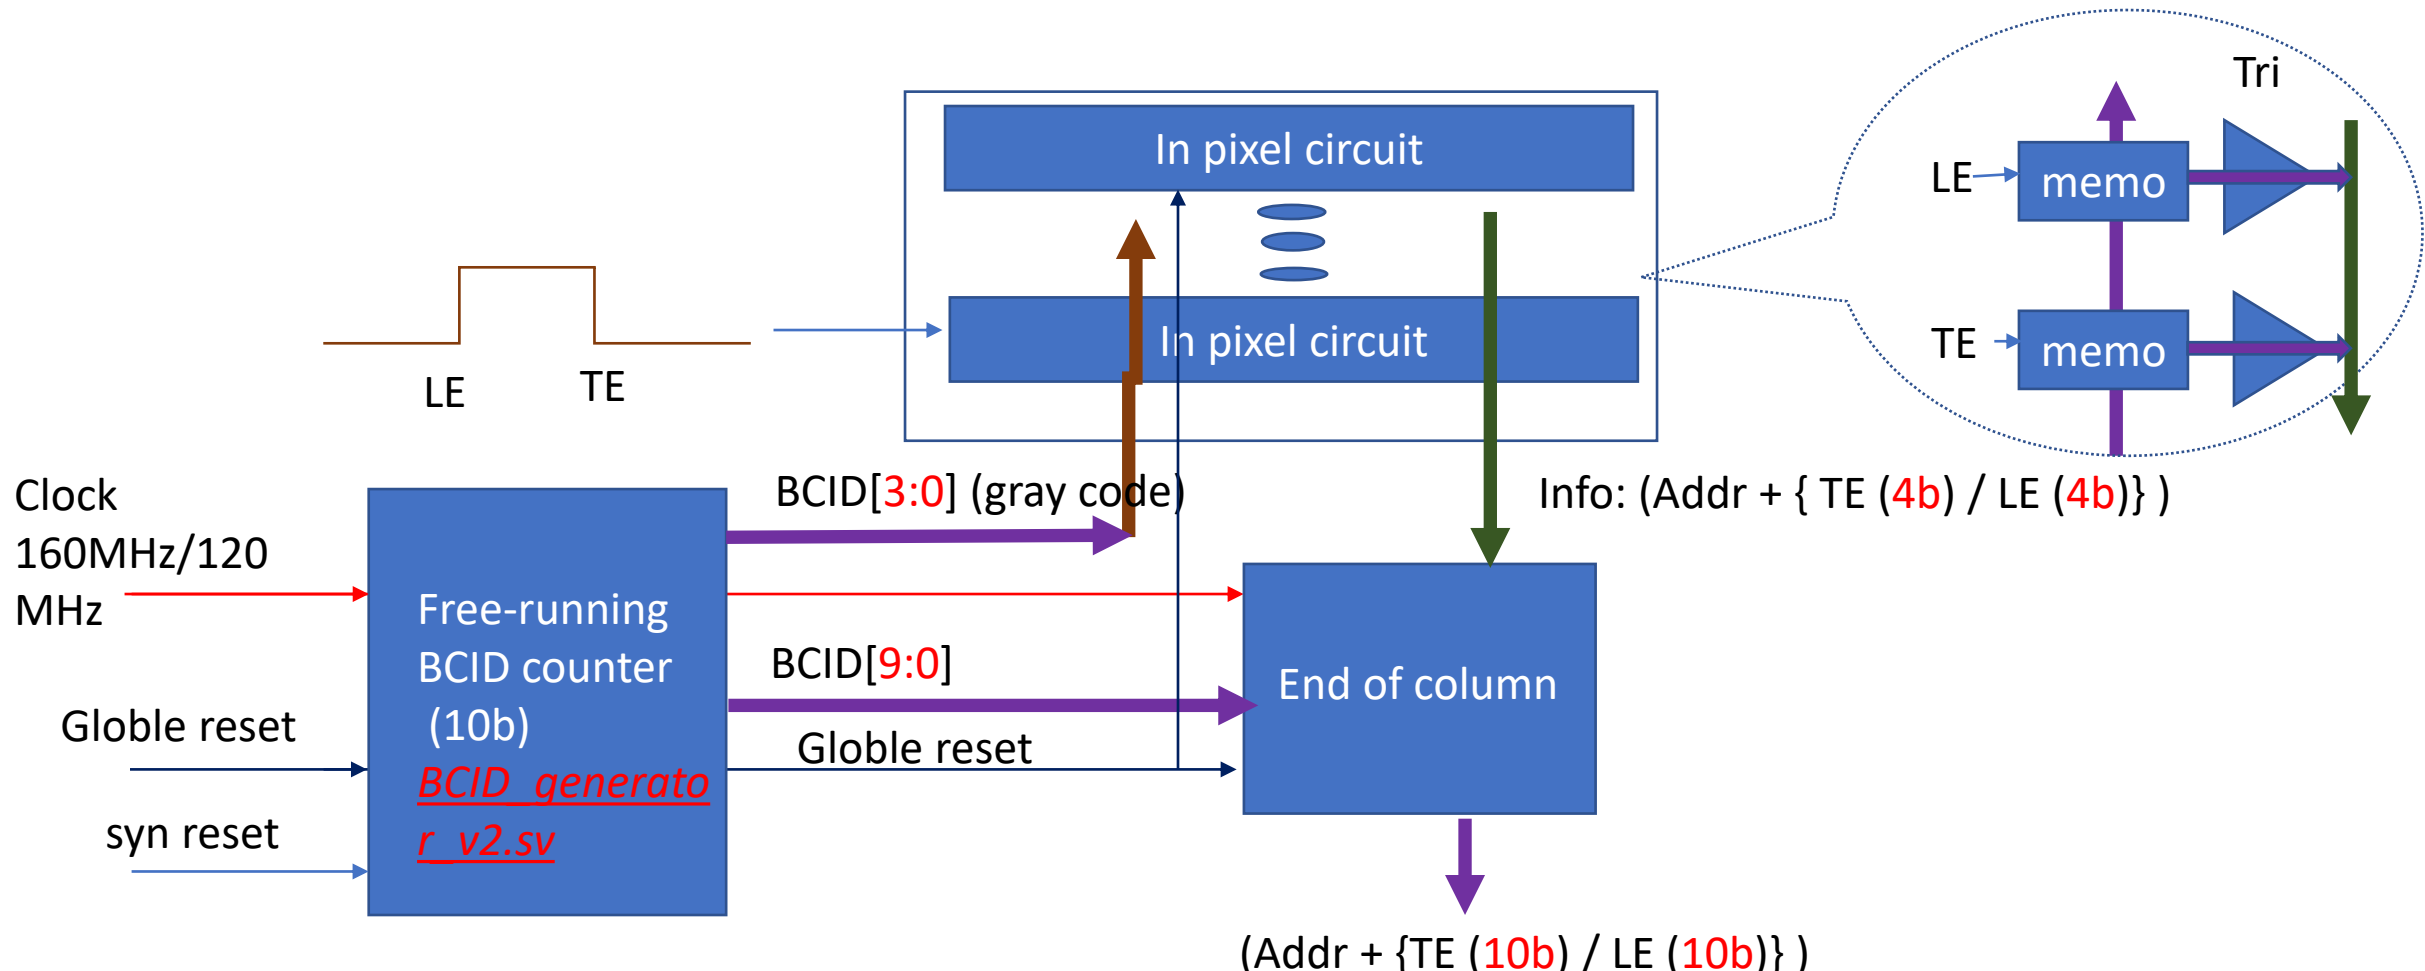 Tri
In pixel circuit
LE
memo
In pixel circuit
TE
memo
LE
TE
Clock
160MHz/120
MHz
BCID[3:0] (gray code)
Info: (Addr + { TE (4b) / LE (4b)} )
Free-running
BCID counter
(10b)
BCID_generato
r_v2.sv
BCID[9:0]
End of column
Globle reset
Globle reset
syn reset
(Addr + {TE (10b) / LE (10b)} )